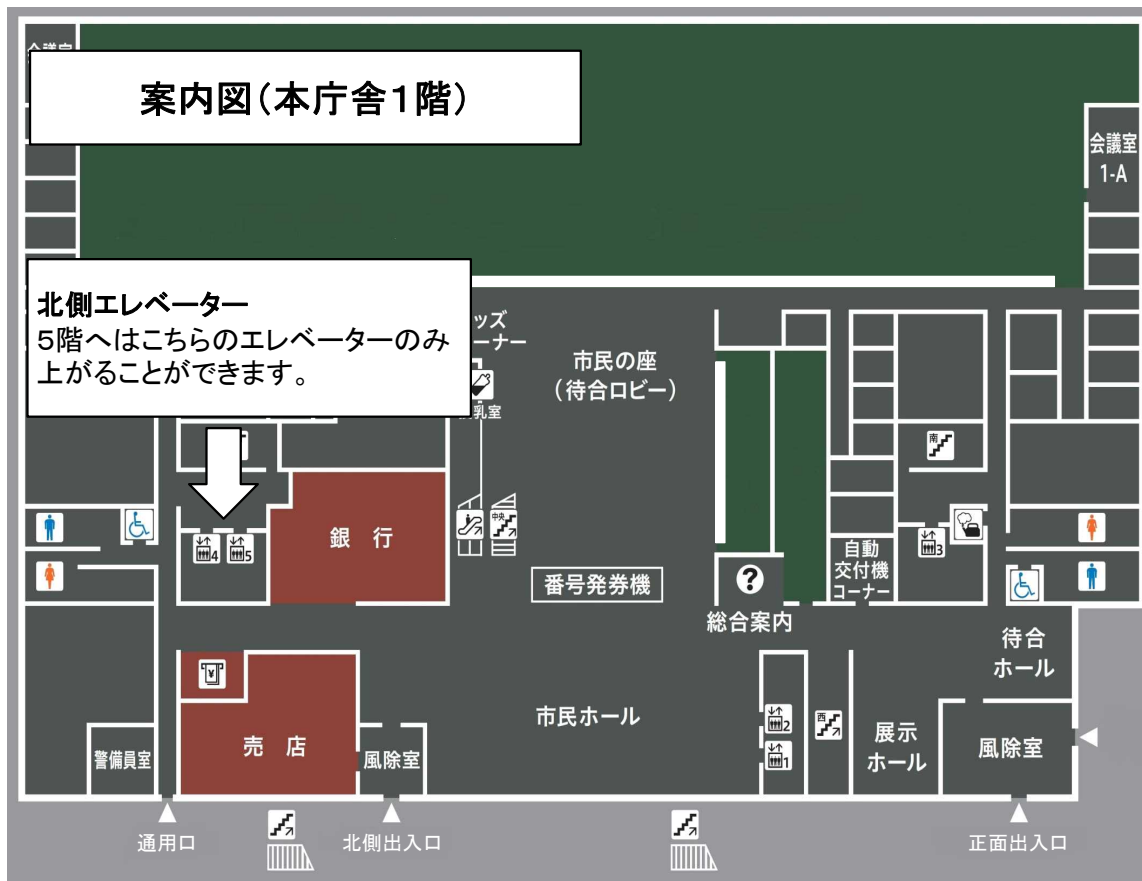 案内図(本庁舎1階)
会議室
1-A
北側エレベーター
5階へはこちらのエレベーターのみ
上がることができます。
市民の座
(待合ロビー)
南
中央
銀 行
4
5
3
自動
交付機
コーナー
番号発券機
?
総合案内
待合
ホール
¥
市民ホール
2
1
西
売 店
警備員室
風除室
展示
ホール
風除室
通用口
北側出入口
正面出入口